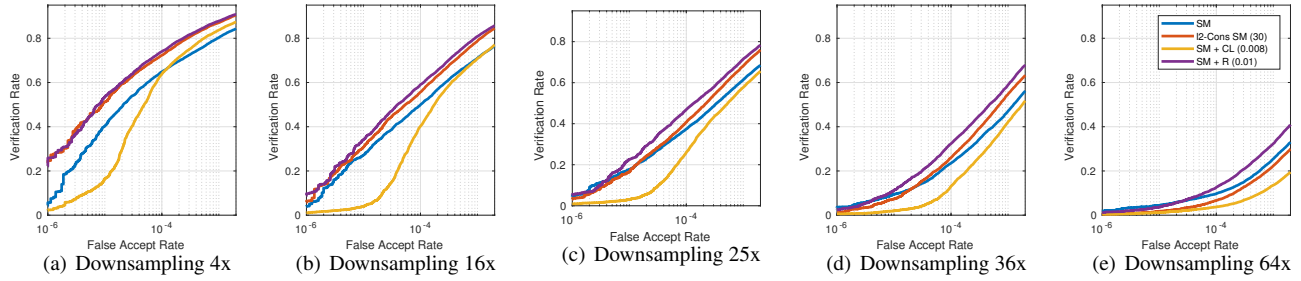 Verification Rate
0.8
0.6
0.4
0.2
0
10^-6
10^-4
False Accept Rate
(a) Downsampling 4x
Verification Rate
0.8
0.6
0.4
0.2
0
10^-6
10^-4
False Accept Rate
(b) Downsampling 16x
Verification Rate
0.8
0.6
0.4
0.2
0
10^-6
10^-4
False Accept Rate
(c) Downsampling 25x
Verification Rate
0.8
0.6
0.4
0.2
0
10^-6
10^-4
False Accept Rate
(d) Downsampling 36x
Verification Rate
0.8
0.6
0.4
0.2
0
10^-6
10^-4
False Accept Rate
SM
l2-Cons SM (30)
SM + CL (0.008)
SM + R (0.01)
(e) Downsampling 64x